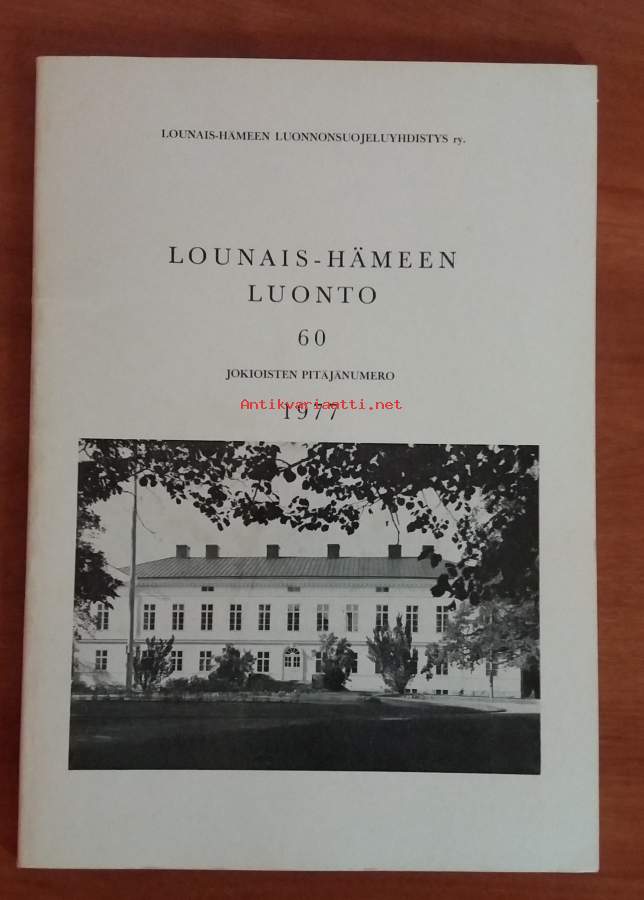 LOUNAIS-HÄMEEN LUONNONSUOJELUYHDISTYS ry.
LOUNAIS-HÄMEEN
LUONTO
60
JOKIOISTEN PITÄJÄNUMERO
Antikvariaatti.net
1977